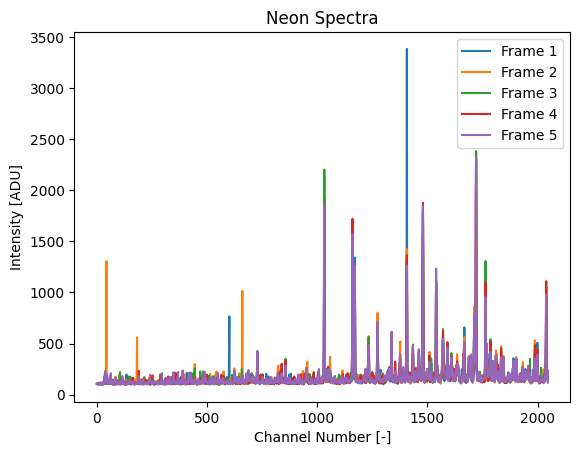 Neon Spectra
Intensity [ADU]
3500
3000
2500
2000
1500
1000
500
0
Frame 1
Frame 2
Frame 3
Frame 4
Frame 5
0 500 1000 1500 2000
Channel Number [-]